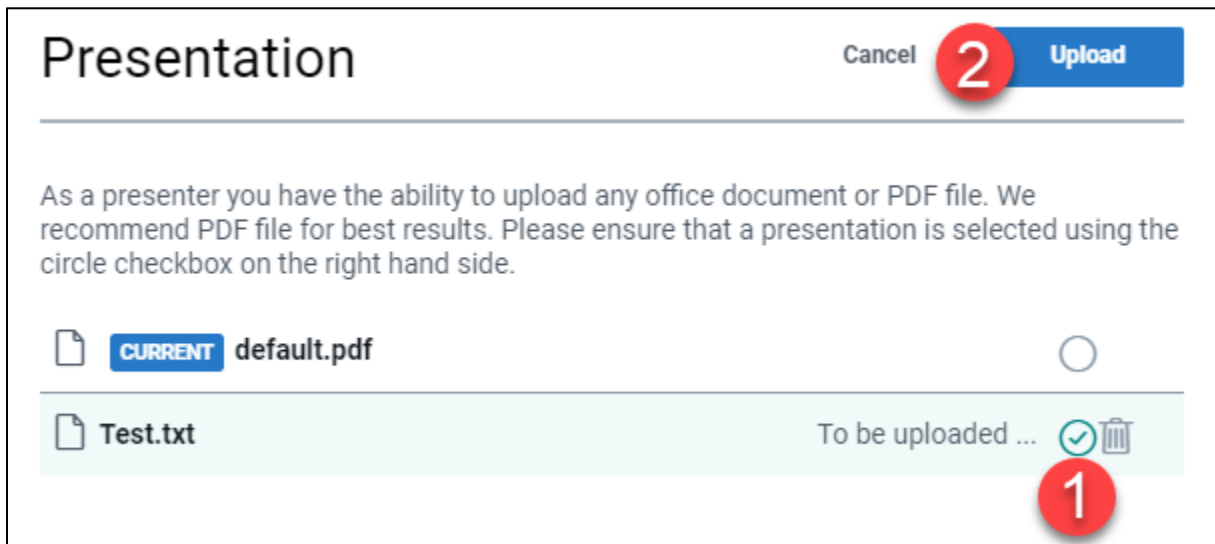 Presentation
Cancel
2
Upload
As a presenter you have the ability to upload any office document or PDF file. We
recommend PDF file for best results. Please ensure that a presentation is selected using the
circle checkbox on the right hand side.
CURRENT default.pdf
Test.txt
To be uploaded ...
1